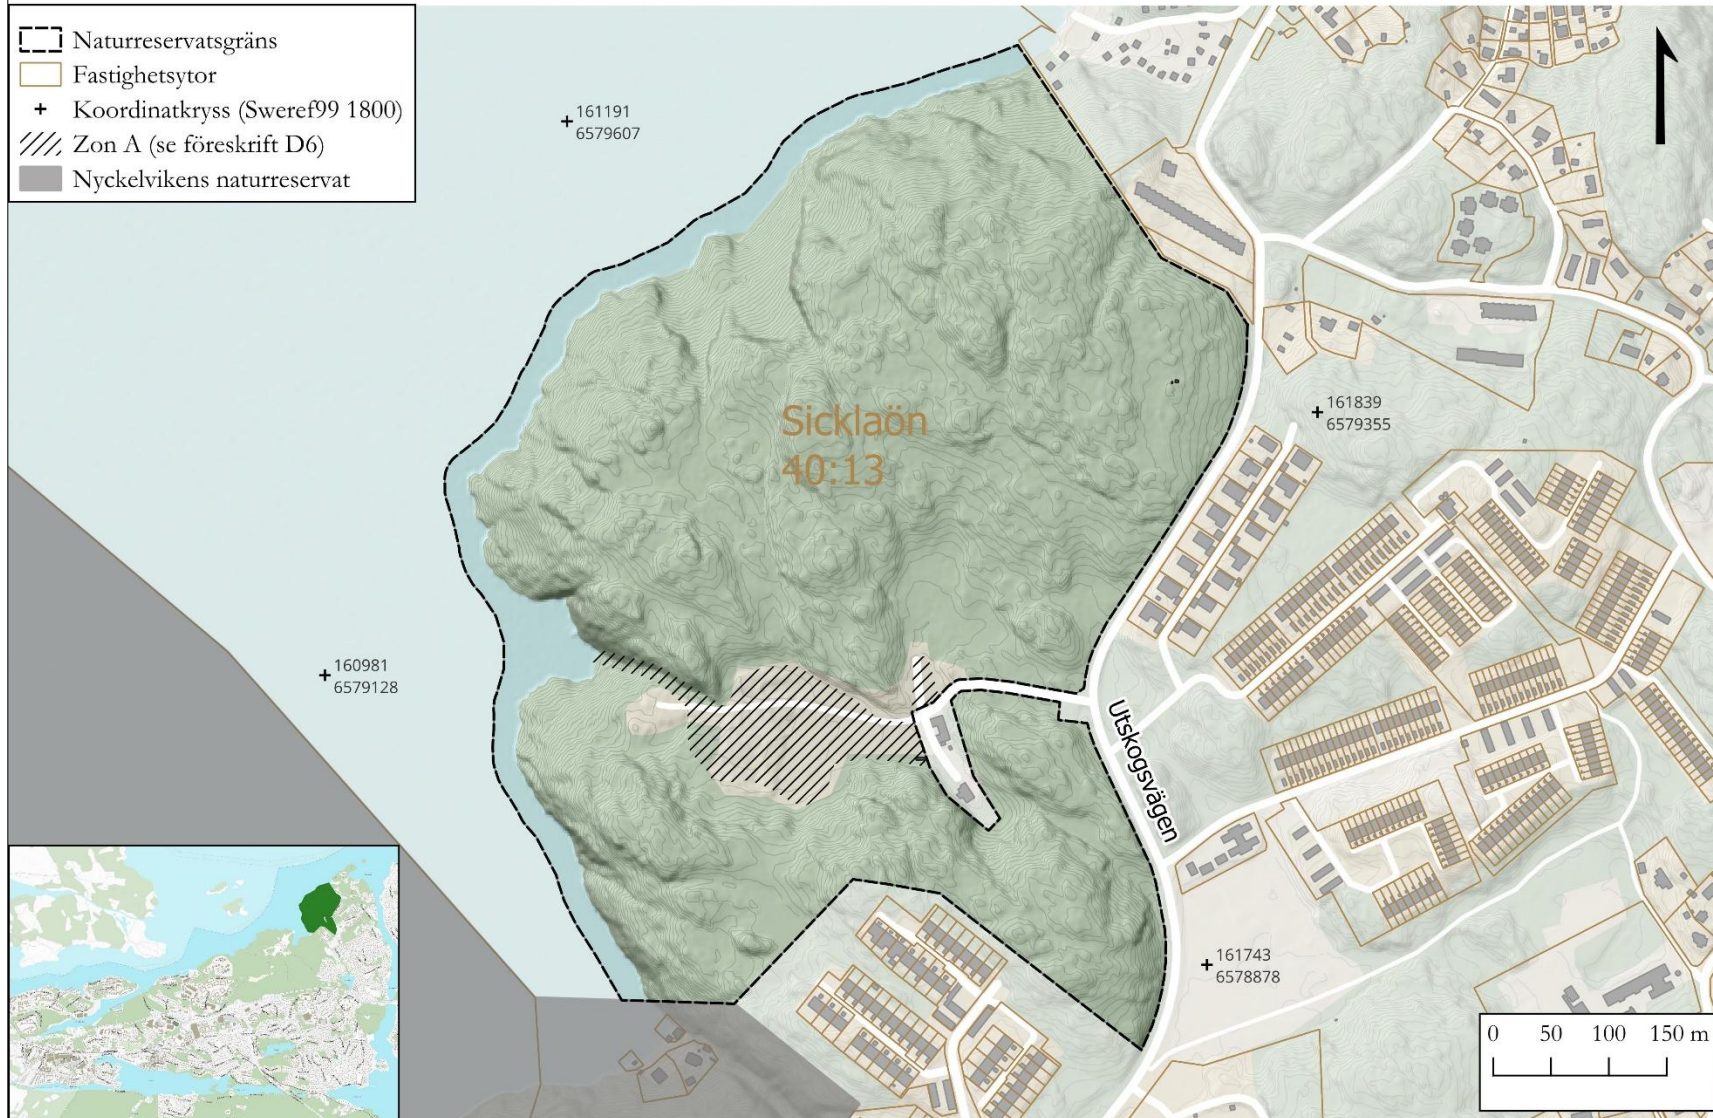 Naturreservatsgräns
Fastighetsytor
Koordinatkryss (Sweref99 1800)
Zon A (se föreskrift D6)
Nyckelvikens naturreservat
161191
6579607
Sicklaön
40:13
161839
6579355
160981
6579128
Utskogsvägen
161743
6578878
0 50 100 150 m